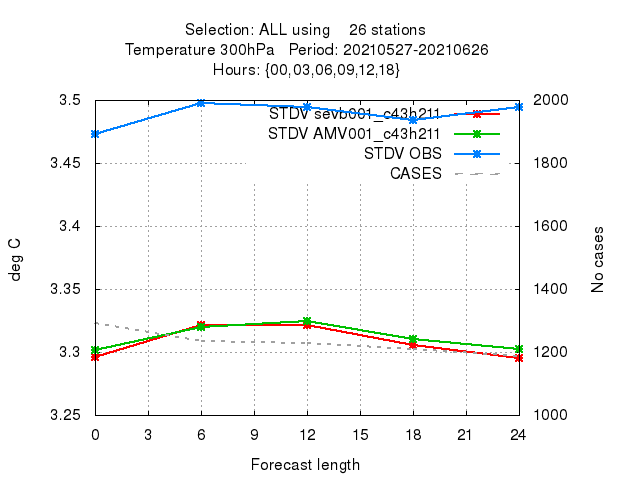 Selection: ALL using 26 stations
Temperature 300hPa Period: 20210527-20210626
Hours: {00,03,06,09,12,18}
3.5
3.45
3.4
3.35
3.3
3.25
2000
1800
1600
1400
1200
1000
STDV sevb001_c43h211
STDV AMV001_c43h211
STDV OBS
CASES
deg C
No cases
0 3 6 9 12 15 18 21 24
Forecast length